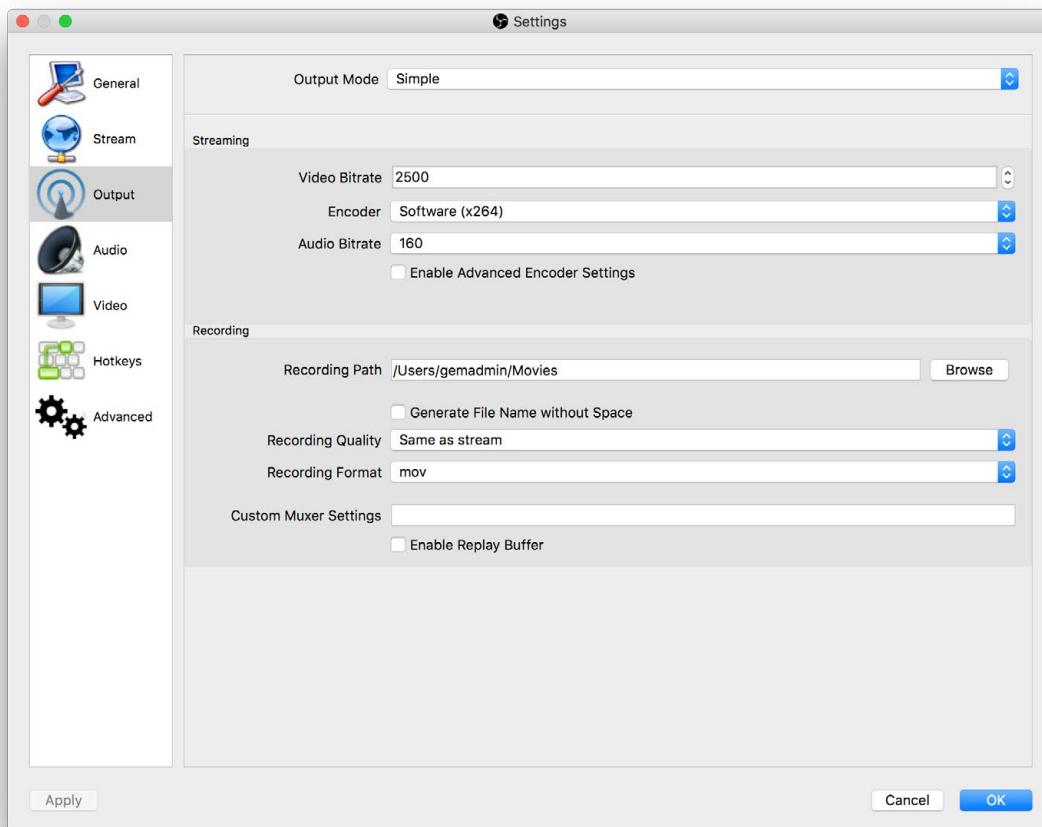 Settings
General
Stream
Output
Audio
Video
Hotkeys
Advanced
Output Mode Simple
Streaming
Video Bitrate 2500
Encoder Software (x264)
Audio Bitrate 160
Enable Advanced Encoder Settings
Recording
Recording Path /Users/gemadmin/Movies Browse
Generate File Name without Space
Recording Quality Same as stream
Recording Format mov
Custom Muxer Settings
Enable Replay Buffer
Apply Cancel OK